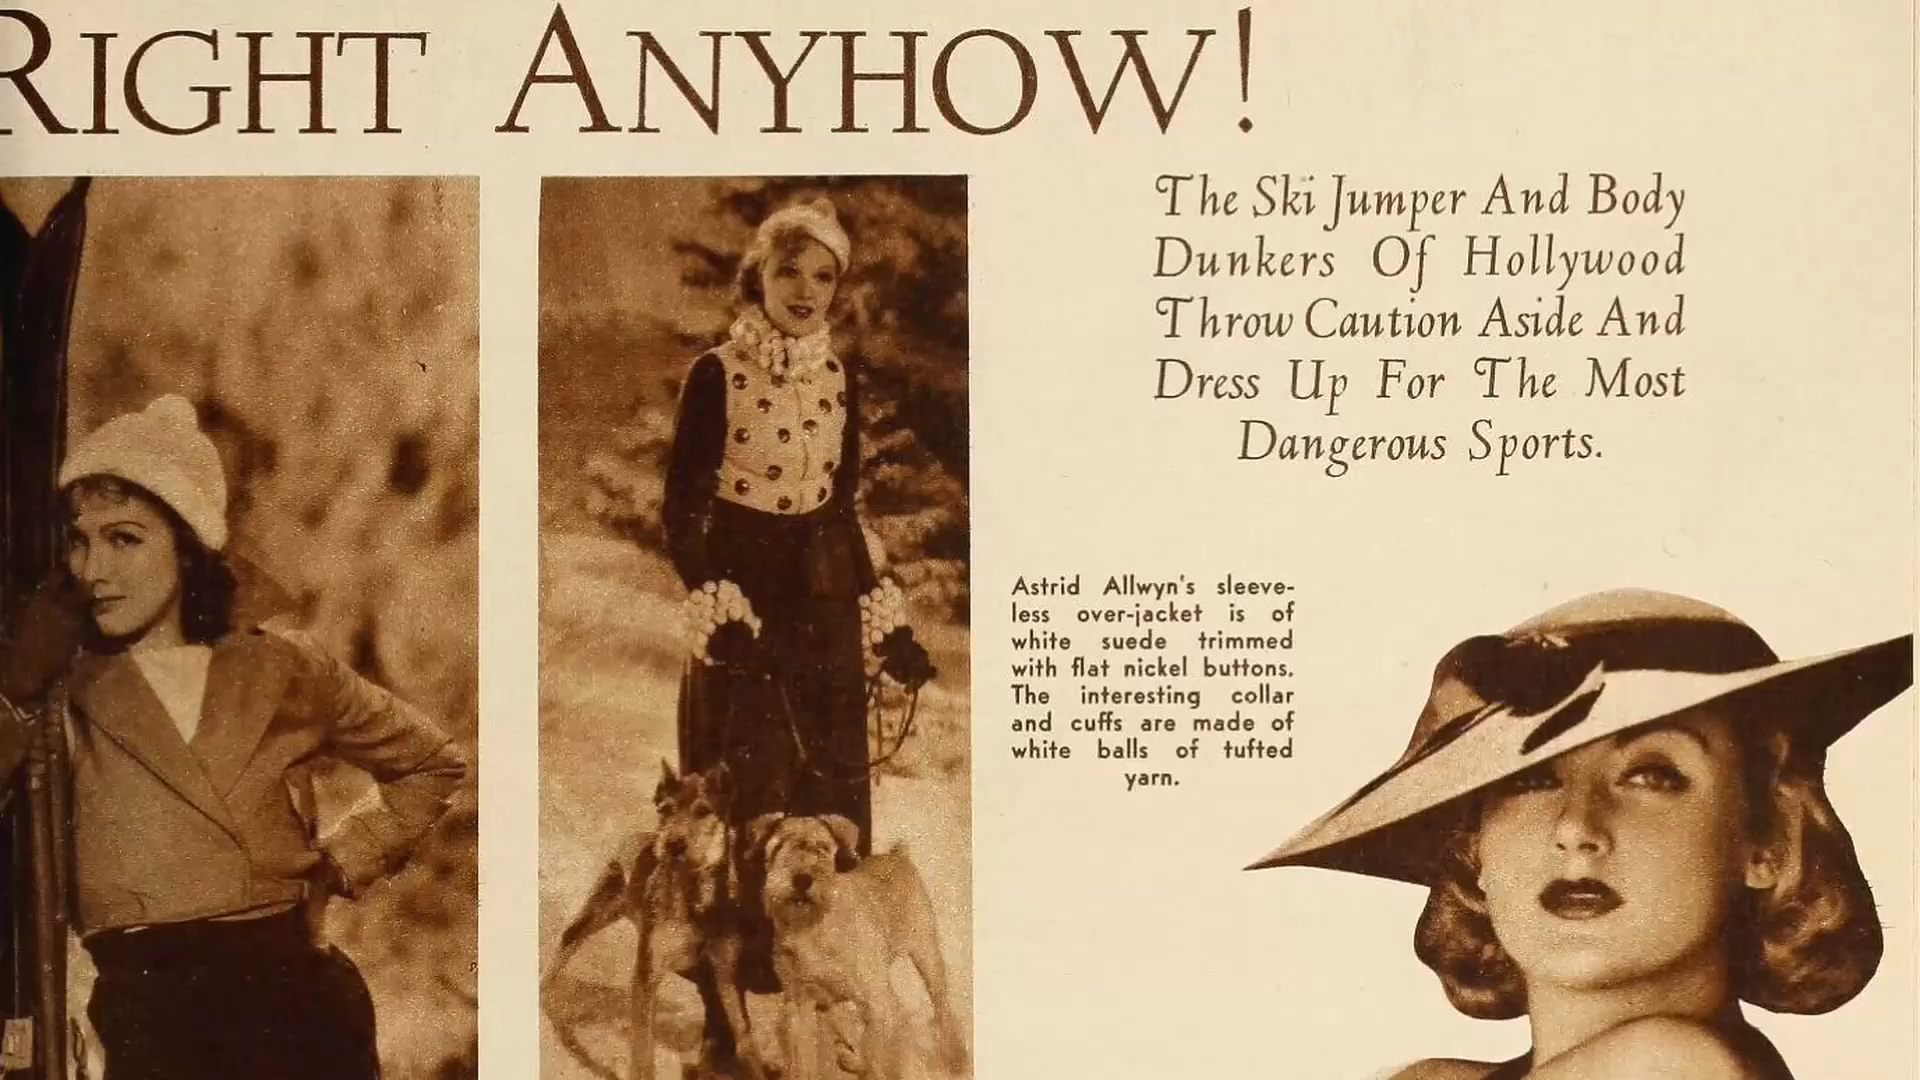 RIGHT ANYHOW!
The Ski Jumper And Body
Dunkers Of Hollywood
Throw Caution Aside And
Dress Up For The Most
Dangerous Sports.
Astrid Allwyn's sleeve-
less over-jacket is of
white suede trimmed
with flat nickel buttons.
The interesting collar
and cuffs are made of
white balls of tufted
yarn.